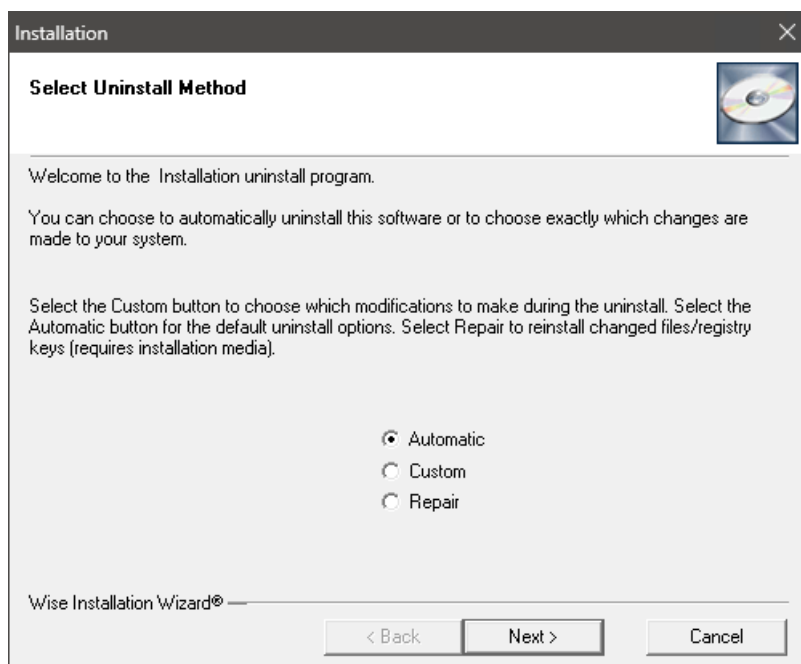 Installation
Select Uninstall Method
Welcome to the  Installation uninstall program.
You can choose to automatically uninstall this software or to choose exactly which changes are
made to your system.
Select the Custom button to choose which modifications to make during the uninstall. Select the
Automatic button for the default uninstall options. Select Repair to reinstall changed files/registry
keys (requires installation media).
Automatic
Custom
Repair
Wise Installation Wizard®
< Back Next > Cancel